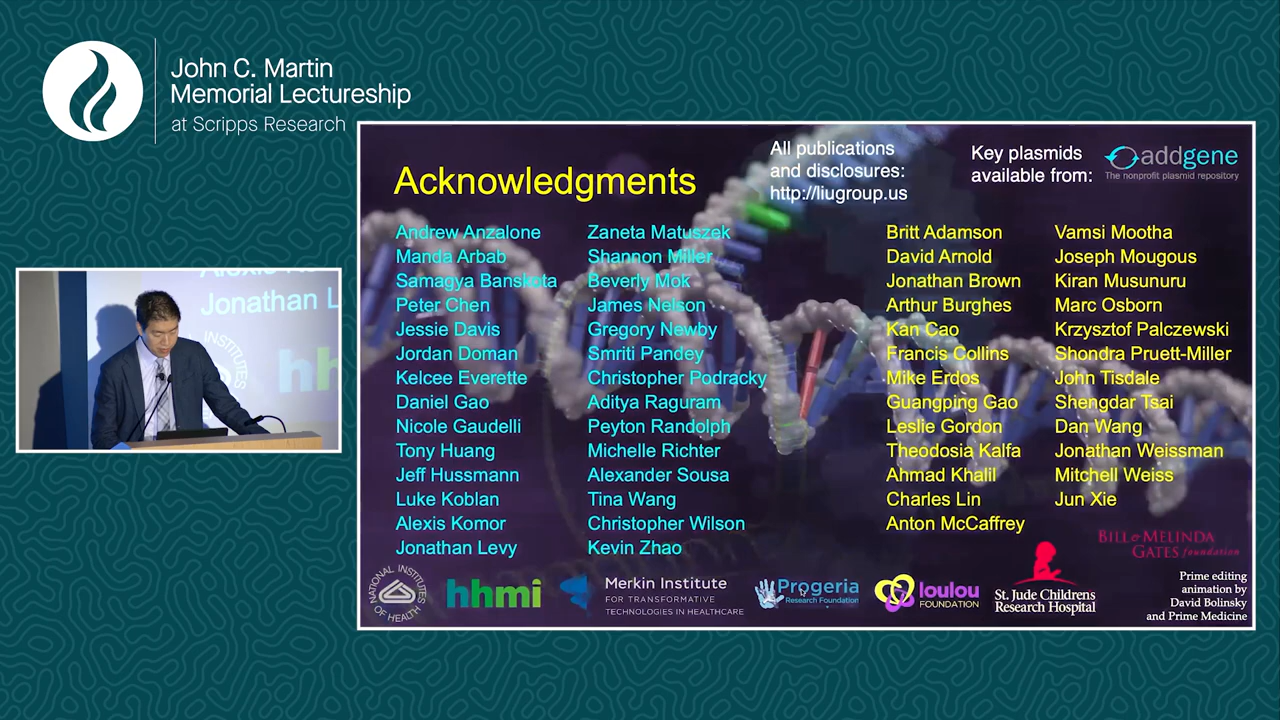 John C. Martin
Memorial Lectureship
at Scripps Research
All publications
and disclosures:
http://liugroup.us
Key plasmids
available from:
addgene
The nonprofit plasmid repository
Acknowledgments
Andrew Anzalone
Manda Arbab
Samagya Banskota
Peter Chen
Jessie Davis
Jordan Doman
Kelcee Everette
Daniel Gao
Nicole Gaudelli
Tony Huang
Jeff Hussmann
Luke Koblan
Alexis Komor
Jonathan Levy
Zaneta Matuszek
Shannon Miller
Beverly Mok
James Nelson
Gregory Newby
Smriti Pandey
Christopher Podracky
Aditya Raguram
Peyton Randolph
Michelle Richter
Alexander Sousa
Tina Wang
Christopher Wilson
Kevin Zhao
Britt Adamson
David Arnold
Jonathan Brown
Arthur Burghes
Kan Cao
Francis Collins
Mike Erdos
Guangping Gao
Leslie Gordon
Theodosia Kalfa
Ahmad Khalil
Charles Lin
Anton McCaffrey
Vamsi Mootha
Joseph Mougous
Kiran Musunuru
Marc Osborn
Krzysztof Palczewski
Shondra Pruett-Miller
John Tisdale
Shengdar Tsai
Dan Wang
Jonathan Weissman
Mitchell Weiss
Jun Xie
NATIONAL INSTITUTES
OF HEALTH
hhmi
Merkin Institute
FOR TRANSFORMATIVE
TECHNOLOGIES IN HEALTHCARE
Progeria
Research Foundation
loulou
FOUNDATION
St. Jude Childrens
Research Hospital
BILL & MELINDA
GATES foundation
Prime editing
animation by
David Bolinsky
and Prime Medicine
Jonathan L
hh